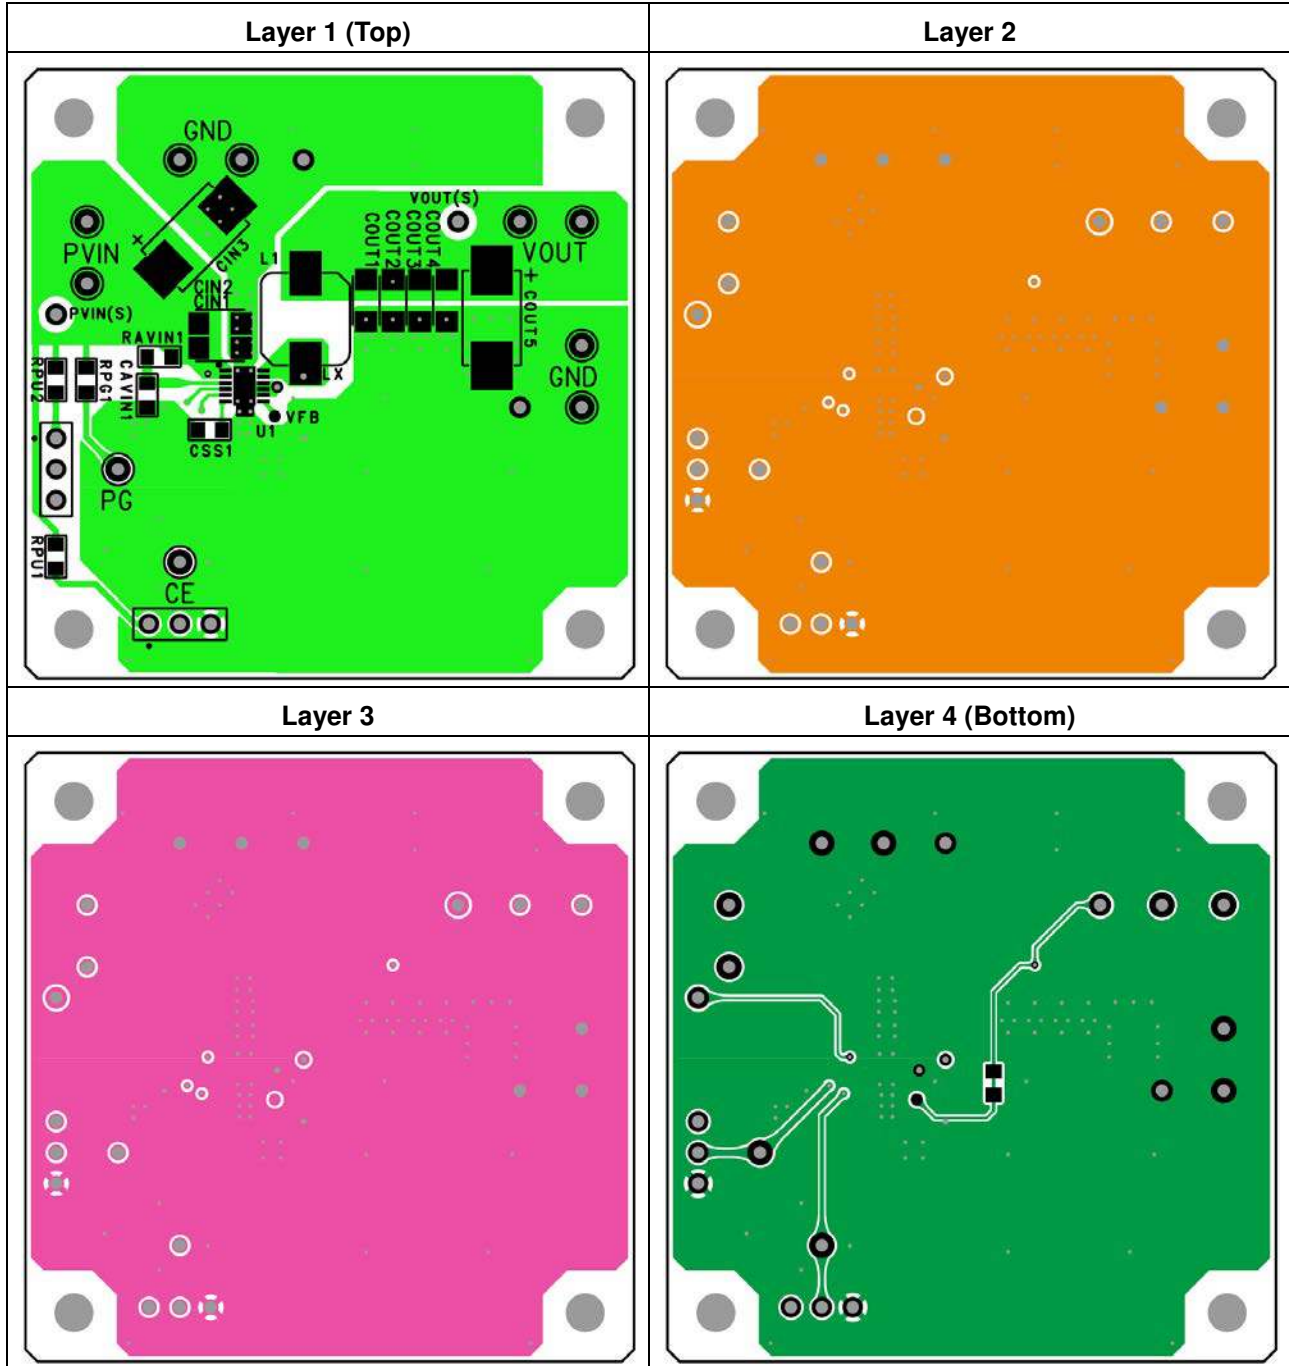 Layer 1 (Top)
Layer 2
GND
VOUT(S)
PVIN
+
CIN3
L1
COUT1
COUT2
COUT3
COUT4
VOUT
+
COUT5
CIN2
CIN1
PVIN(S)
RAVIN1
RPU2
RPG1
CAVIN1
LX
GND
VFB
U1
CSS1
PG
RPU1
CE
Layer 3
Layer 4 (Bottom)